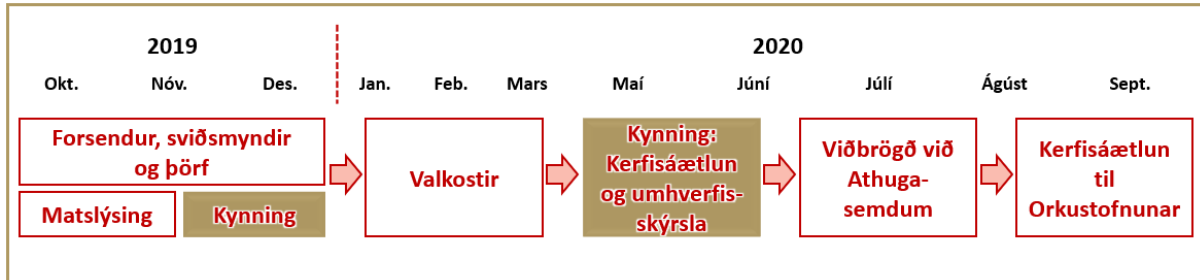 2019
2020
Okt.
Nóv.
Des.
Jan.
Feb.
Mars
Maí
Júní
Júlí
Ágúst
Sept.
Forsendur, sviðsmyndir
og þörf
Matslýsing
Kynning
Valkostir
Kynning:
Kerfisáætlun
og umhverfis-
skýrsla
Viðbrögð við
Athuga-
semdum
Kerfisáætlun
til
Orkustofnunar